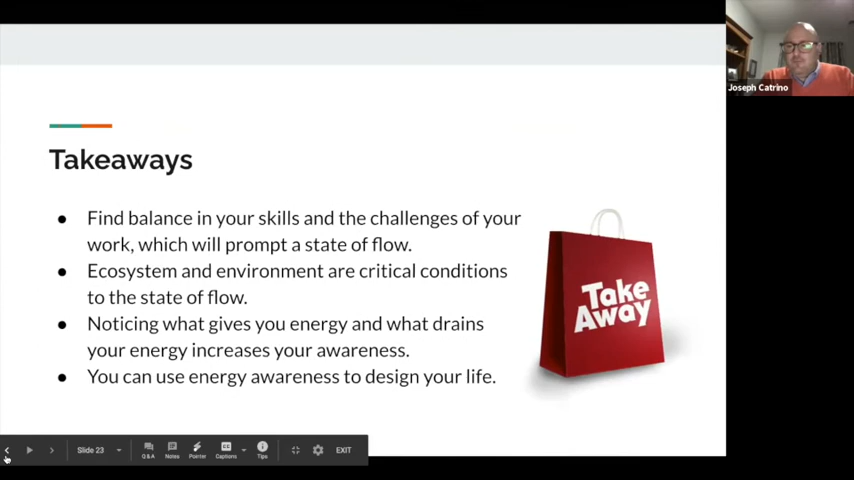 Joseph Catrino
Takeaways
● Find balance in your skills and the challenges of your
work, which will prompt a state of flow.
● Ecosystem and environment are critical conditions
to the state of flow.
● Noticing what gives you energy and what drains
your energy increases your awareness.
● You can use energy awareness to design your life.
Take
Away
Slide 23
Q&A
Notes
Pointer
Captions
Tips
EXIT